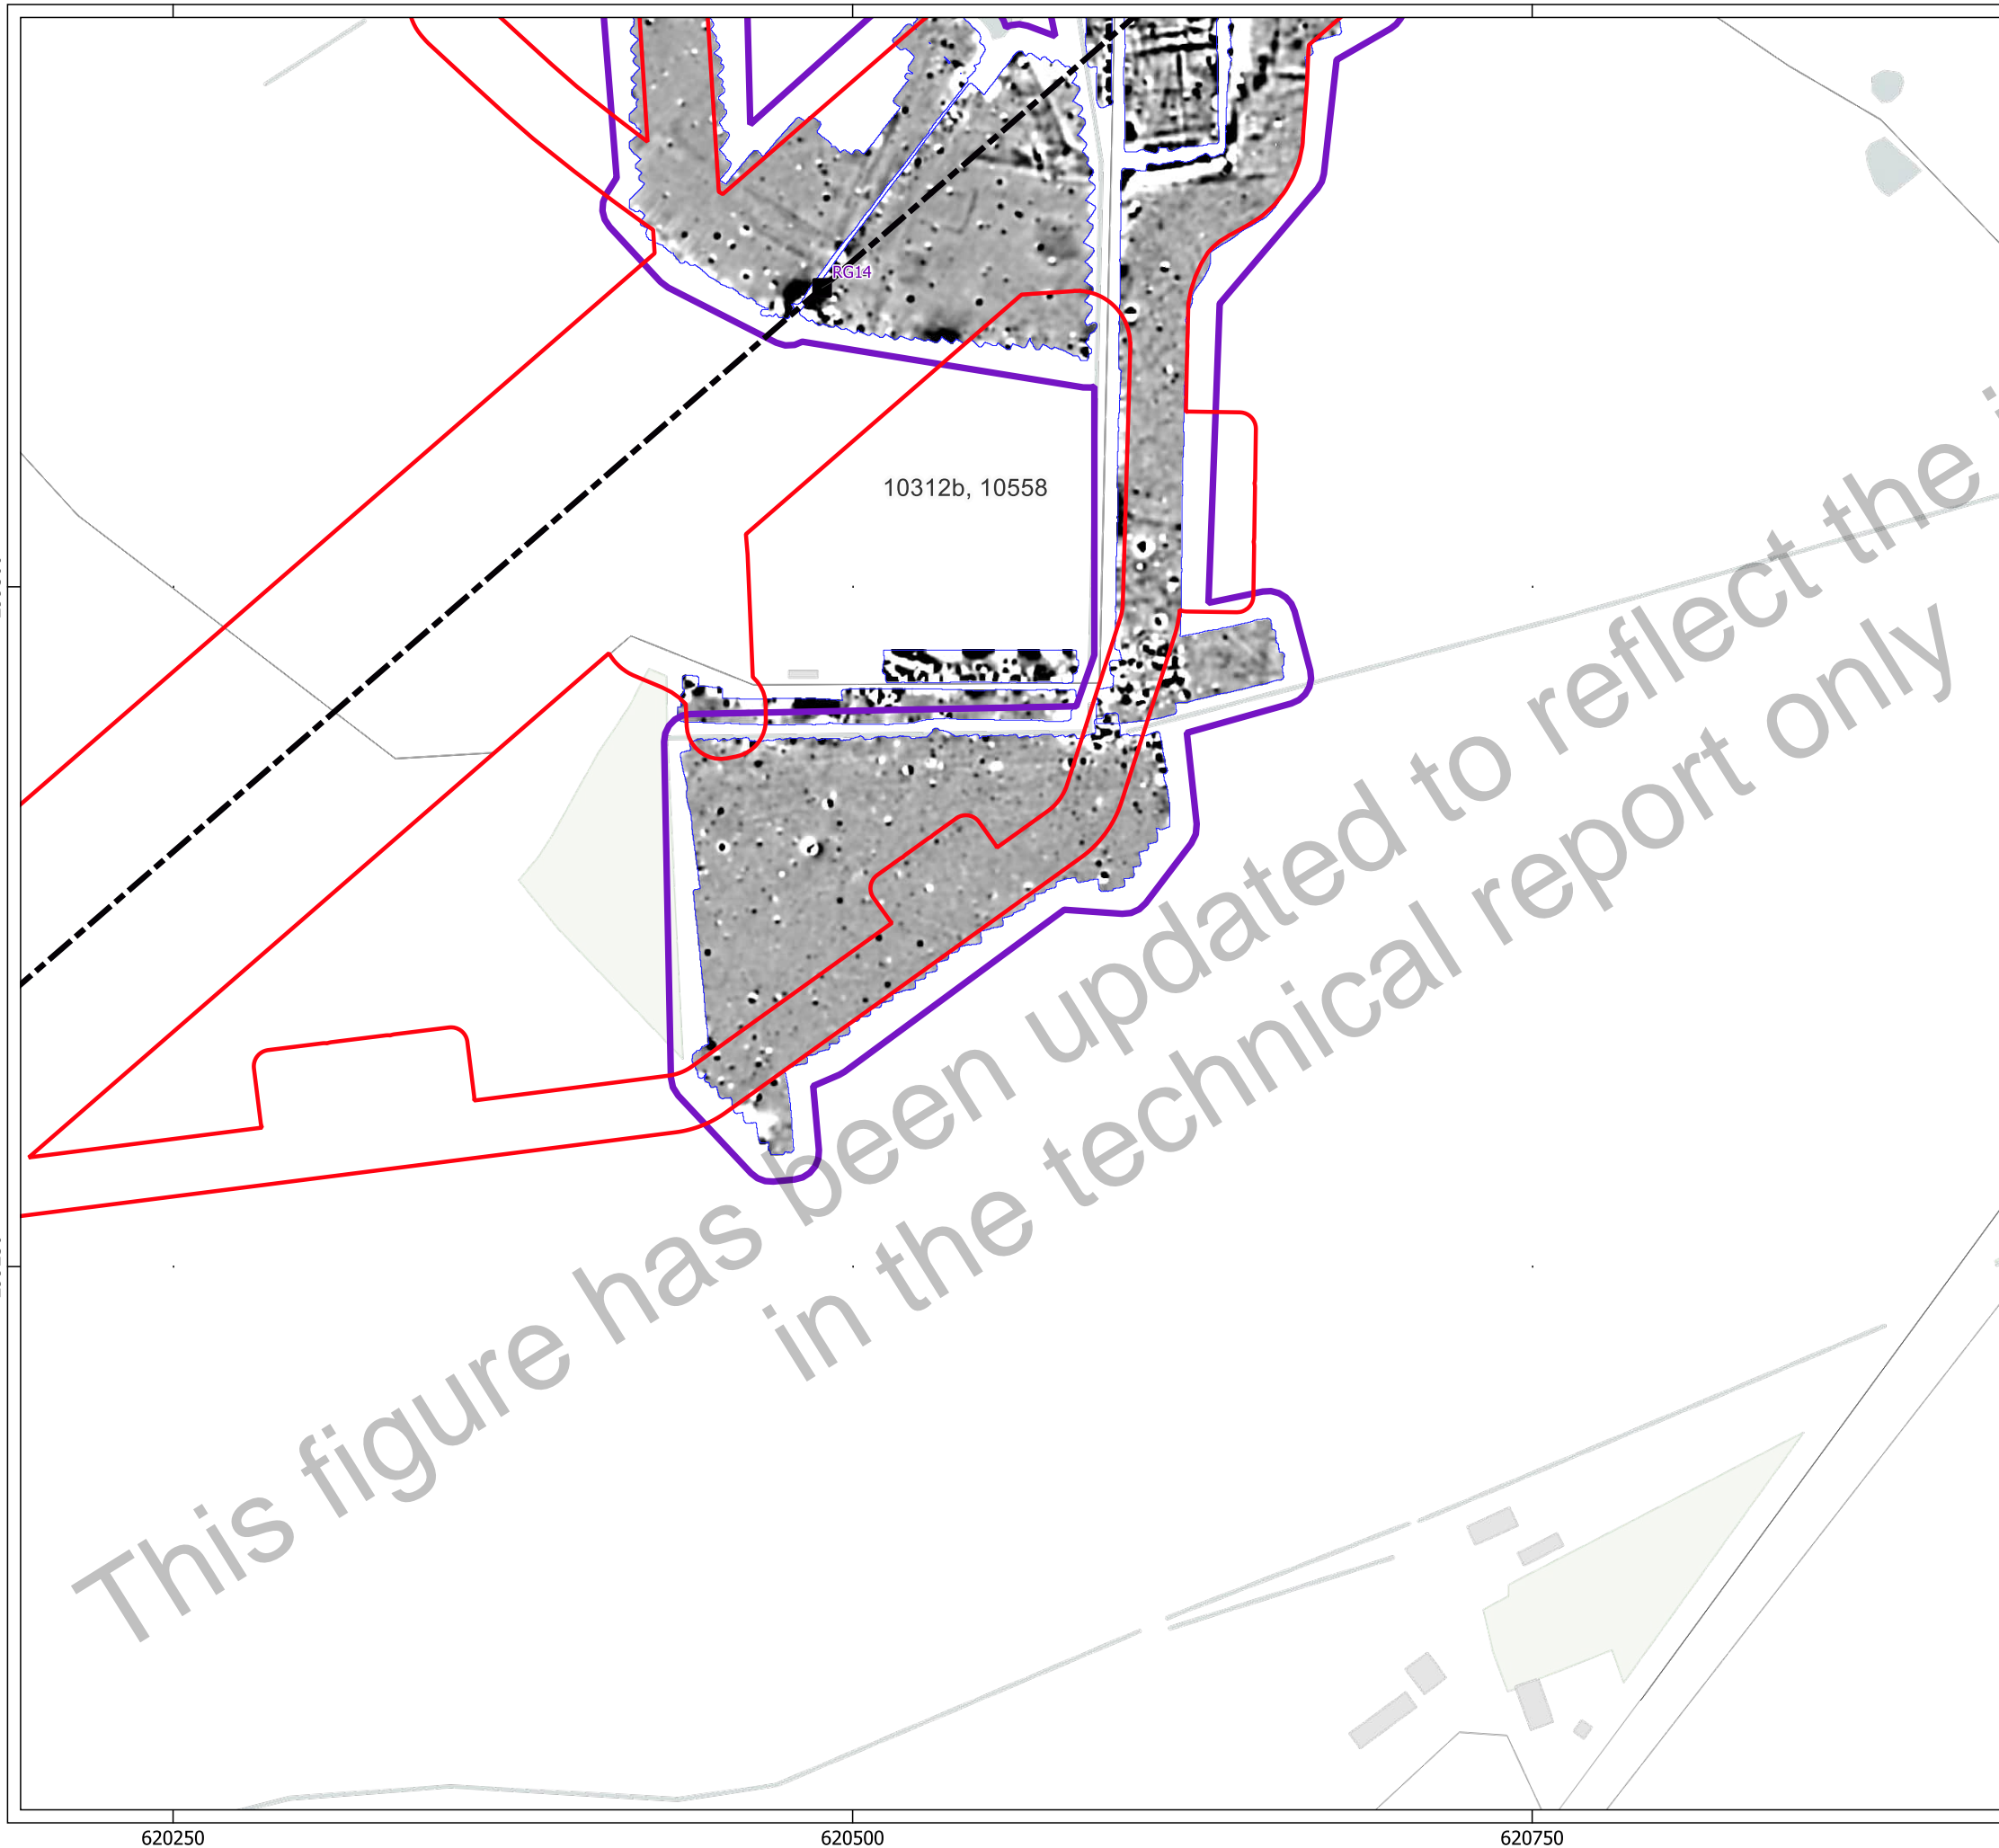 RG14
10312b, 10558
This figure has been updated to reflect the
in the technical report only
620250
620500
620750